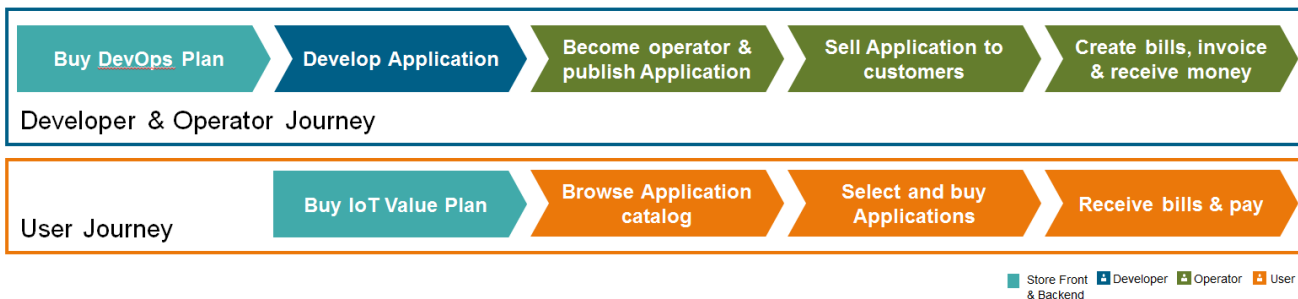 Buy DevOps Plan
Develop Application
Become operator &
publish Application
Sell Application to
customers
Create bills, invoice
& receive money
Developer & Operator Journey
Buy IoT Value Plan
Browse Application
catalog
Select and buy
Applications
Receive bills & pay
User Journey
Store Front
& Backend
Developer
Operator
User